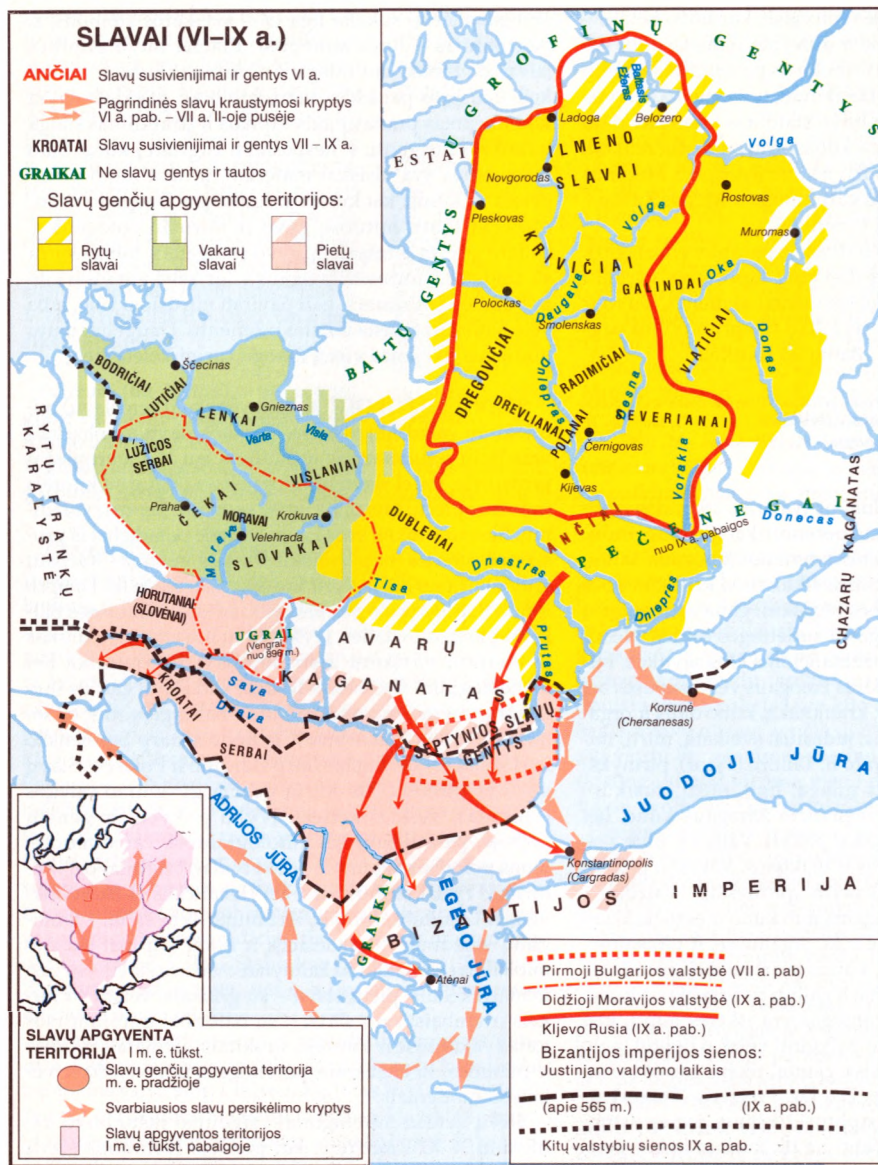 SLAVAI (VI–IX a.)
ANČIAI Slavų susivienijimai ir gentys VI a.
Pagrindinės slavų kraustymosi kryptys
VI a. pab. – VII a. II-oje pusėje
KROATAI Slavų susivienijimai ir gentys VII – IX a.
GRAIKAI Ne slavų gentys ir tautos
Slavų genčių apgyventos teritorijos:
Rytų slavai
Vakarų slavai
Pietų slavai
UGROFINŲ GENTYS
ESTAI
BALTŲ GENTYS
Baltasis Ežeras
Ladoga
Belozero
ILMENO SLAVAI
Novgorodas
Volga
Rostovas
Pleskovas
Volga
Muromas
KRIVIČIAI
GALINDAI
Oka
Polockas
Daugava
Smolenskas
VIATIČIAI
Donas
DREGOVIČIAI
Dniepras
RADIMIČIAI
Desna
DREVLIANAI
POLANAI
SEVERIANAI
Černigovas
Kijevas
Vorskla
BODRIČIAI
Ščecinas
LUTIČIAI
Gnieznas
LENKAI
Varta
Visla
LUŽICOS SERBAI
VISLANIAI
Praha
ČEKAI
MORAVAI
Krokuva
Velehrada
Morava
SLOVAKAI
RYTŲ FRANKŲ KARALYSTĖ
DUBLEBIAI
ANČIAI
PEČENEGAI
nuo IX a. pabaigos
Donecas
CHAZARŲ KAGANATAS
Dnestras
Tisa
Dniepras
Prutas
HORUTANIAI
(SLOVĖNAI)
UGRAI
(Vengrai
nuo 896 m.)
AVARŲ
KAGANATAS
Sava
Drava
KROATAI
SERBAI
SEPTYNIOS SLAVŲ
GENTYS
Korsunė
(Chersanesas)
JUODOJI JŪRA
ADRIJOS JŪRA
Konstantinopolis
(Cargradas)
BIZANTIJOS IMPERIJA
GRAIKAI
EGĖJO JŪRA
Atėnai
SLAVŲ APGYVENTA
TERITORIJA I m. e. tūkst.
Slavų genčių apgyventa teritorija
m. e. pradžioje
Svarbiausios slavų persikėlimo kryptys
Slavų apgyventos teritorijos
I m. e. tūkst. pabaigoje
Pirmoji Bulgarijos valstybė (VII a. pab)
Didžioji Moravijos valstybė (IX a. pab.)
Kijevo Rusia (IX a. pab.)
Bizantijos imperijos sienos:
Justinjano valdymo laikais
(apie 565 m.) (IX a. pab.)
Kitų valstybių sienos IX a. pab.